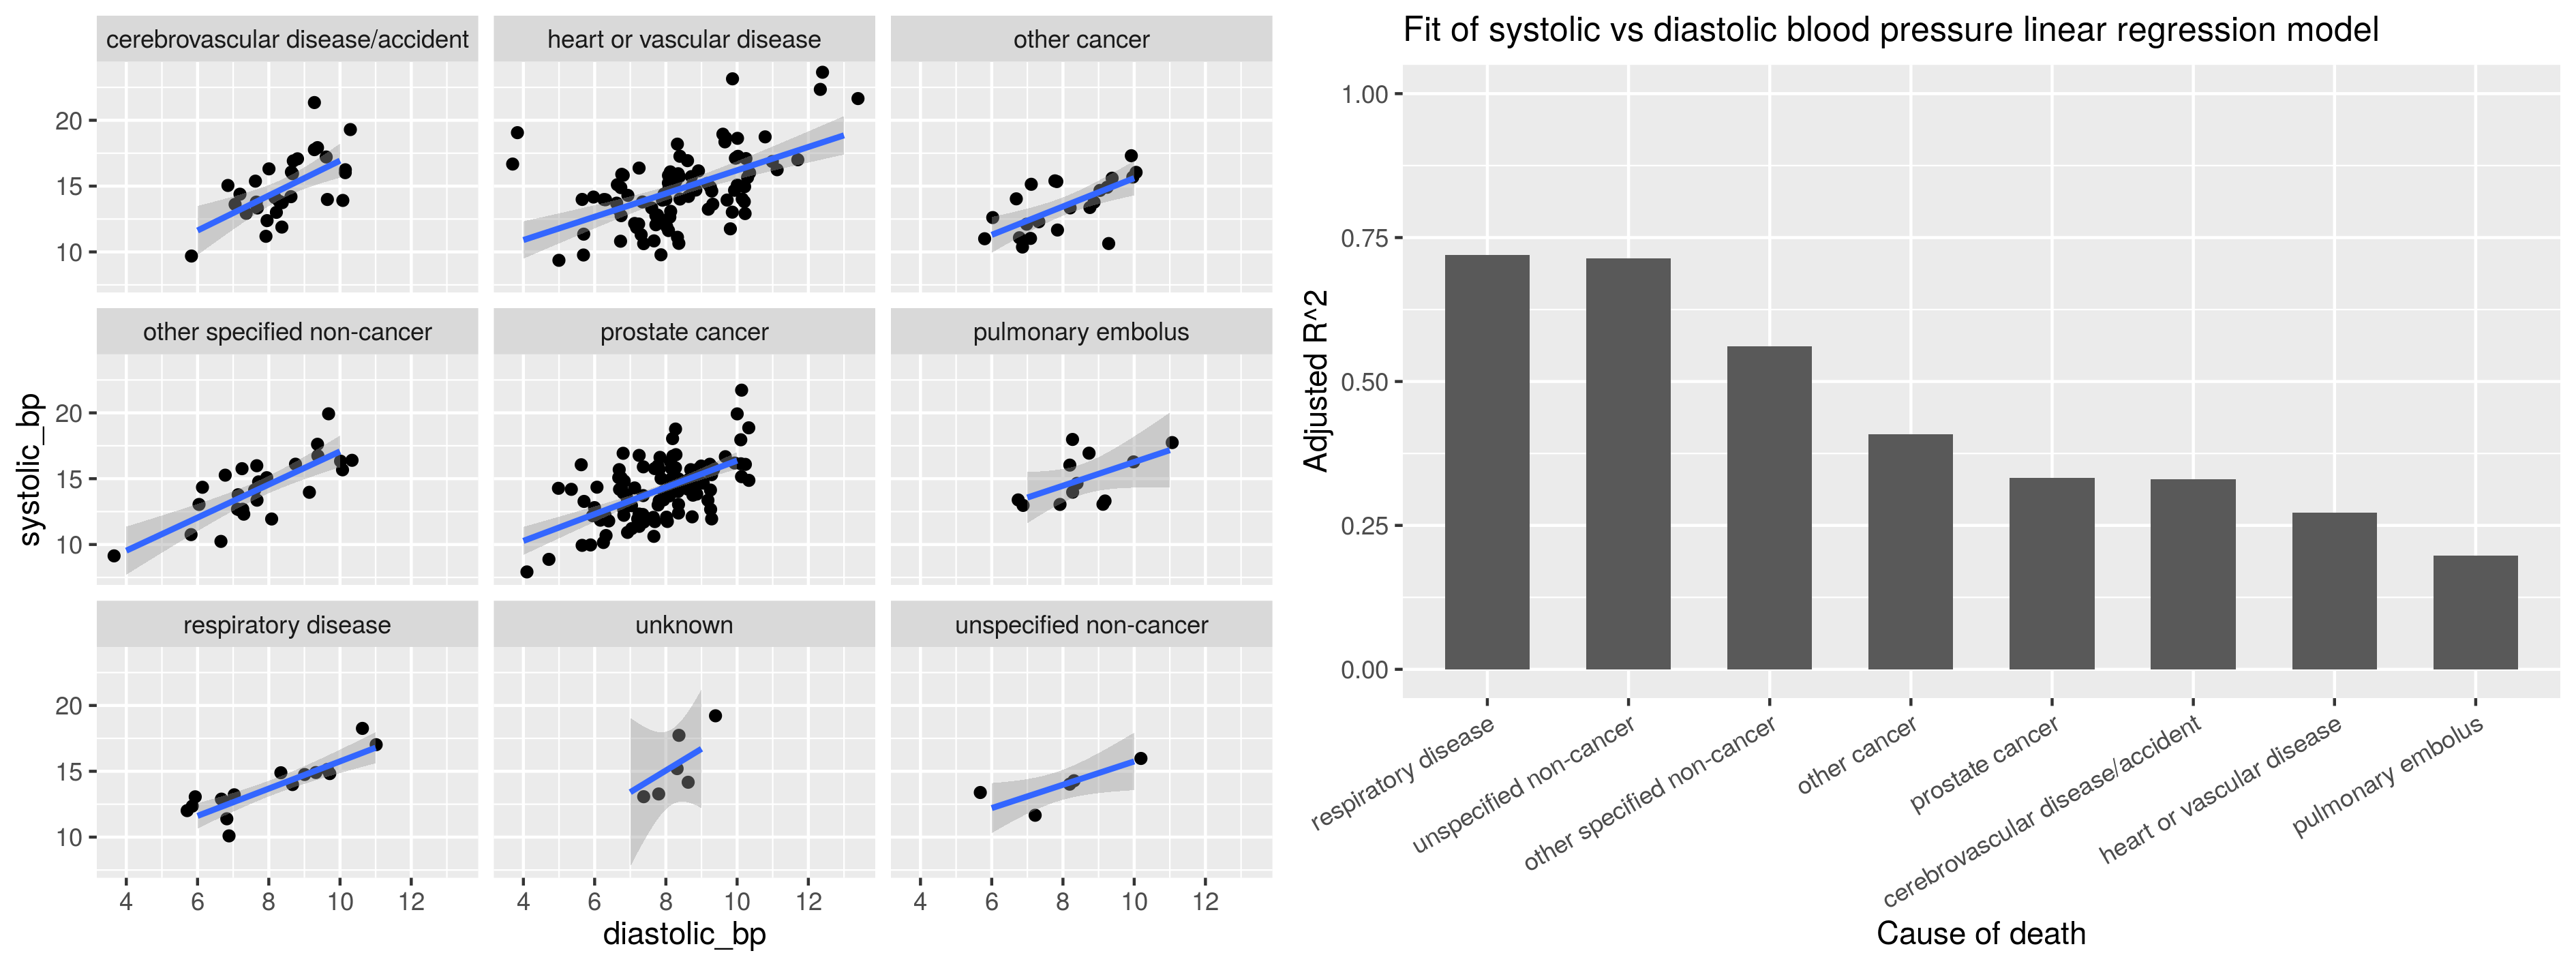 cerebrovascular disease/accident
heart or vascular disease
other cancer
20
15
10
other specified non-cancer
prostate cancer
pulmonary embolus
20
15
10
respiratory disease
unknown
unspecified non-cancer
20
15
10
4 6 8 10 12
4 6 8 10 12
4 6 8 10 12
systolic_bp
diastolic_bp
Fit of systolic vs diastolic blood pressure linear regression model
1.00
0.75
0.50
0.25
0.00
Adjusted R^2
respiratory disease
unspecified non-cancer
other specified non-cancer
other cancer
prostate cancer
cerebrovascular disease/accident
heart or vascular disease
pulmonary embolus
Cause of death